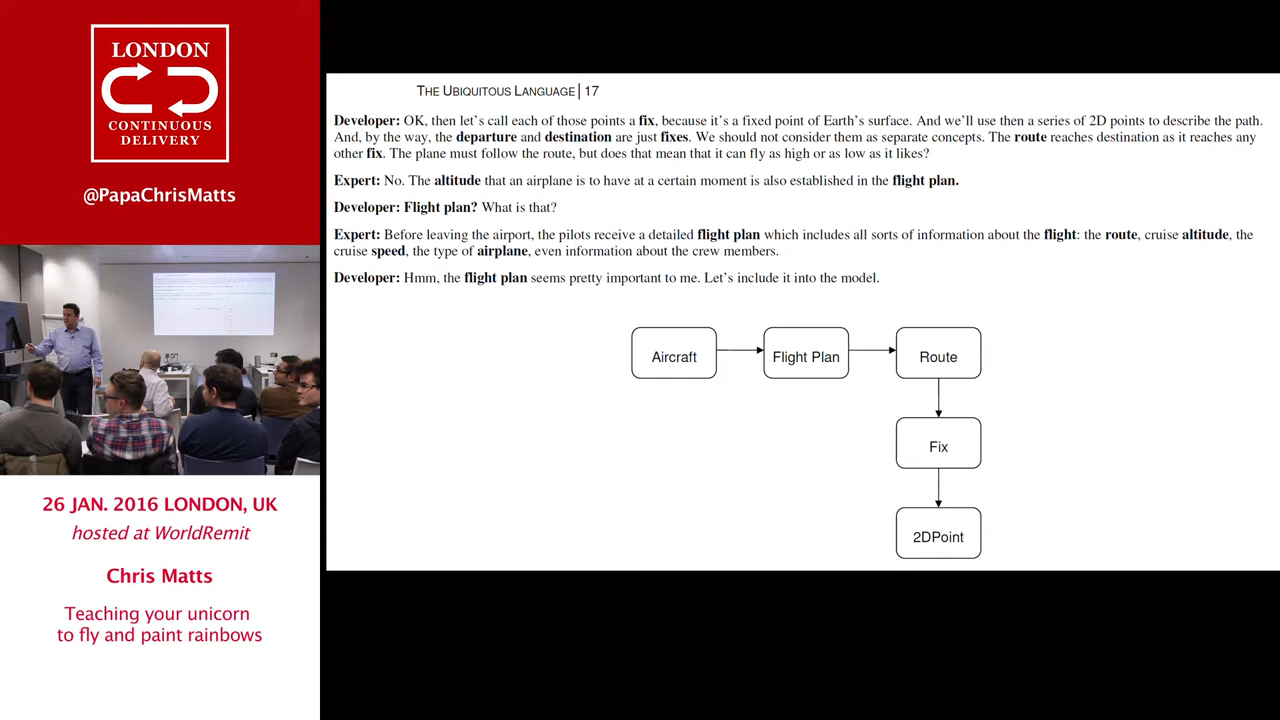 LONDON
CONTINUOUS
DELIVERY
@PapaChrisMatts
26 JAN. 2016 LONDON, UK
hosted at WorldRemit
Chris Matts
Teaching your unicorn
to fly and paint rainbows
THE UBIQUITOUS LANGUAGE| 17
Developer: OK, then let's call each of those points a fix, because it's a fixed point of Earth's surface. And we'll use then a series of 2D points to describe the path.
And, by the way, the departure and destination are just fixes. We should not consider them as separate concepts. The route reaches destination as it reaches any
other fix. The plane must follow the route, but does that mean that it can fly as high or as low as it likes?
Expert: No. The altitude that an airplane is to have at a certain moment is also established in the flight plan.
Developer: Flight plan? What is that?
Expert: Before leaving the airport, the pilots receive a detailed flight plan which includes all sorts of information about the flight: the route, cruise altitude, the
cruise speed, the type of airplane, even information about the crew members.
Developer: Hmm, the flight plan seems pretty important to me. Let's include it into the model.
Aircraft
Flight Plan
Route
Fix
2DPoint